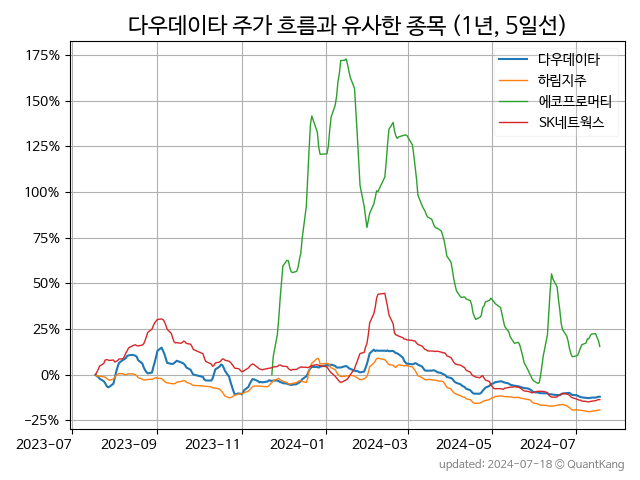 다우데이타 주가 흐름과 유사한 종목 (1년, 5일선)
175%
150%
125%
100%
75%
50%
25%
0%
−25%
다우데이타
하림지주
에코프로머티
SK네트웍스
2023-07
2023-09
2023-11
2024-01
2024-03
2024-05
2024-07
updated: 2024-07-18 © QuantKang